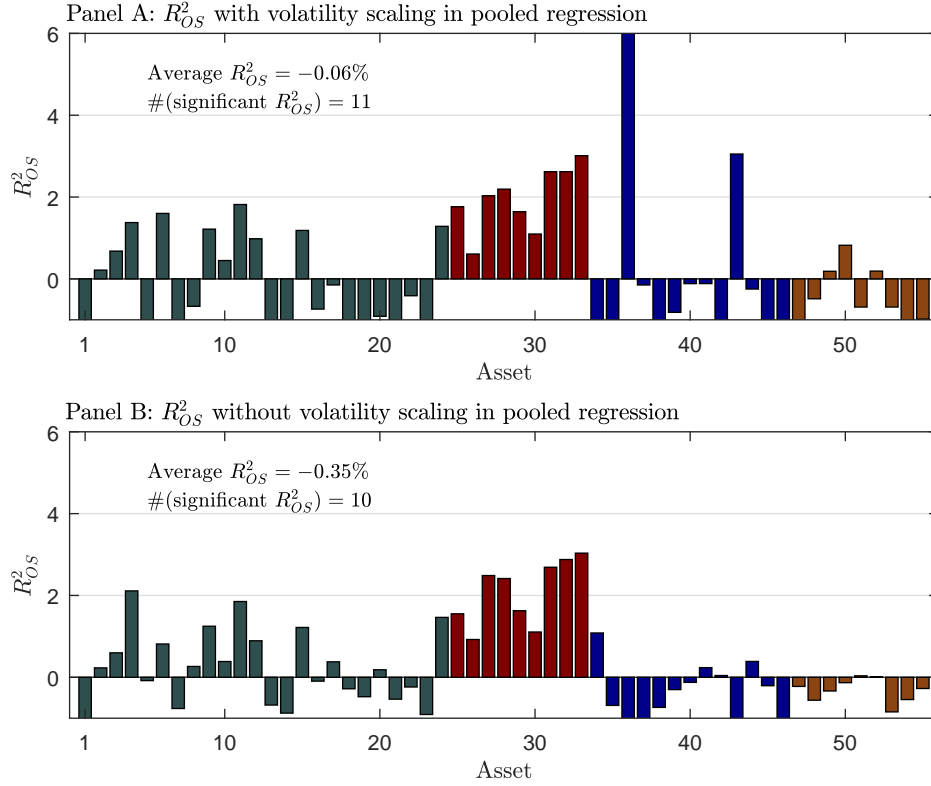 Panel A: R²_OS with volatility scaling in pooled regression
6
Average R²_OS = −0.06%
#(significant R²_OS) = 11
4
R²_OS
2
0
1 10 20 30 40 50
Asset
Panel B: R²_OS without volatility scaling in pooled regression
6
Average R²_OS = −0.35%
#(significant R²_OS) = 10
4
R²_OS
2
0
1 10 20 30 40 50
Asset